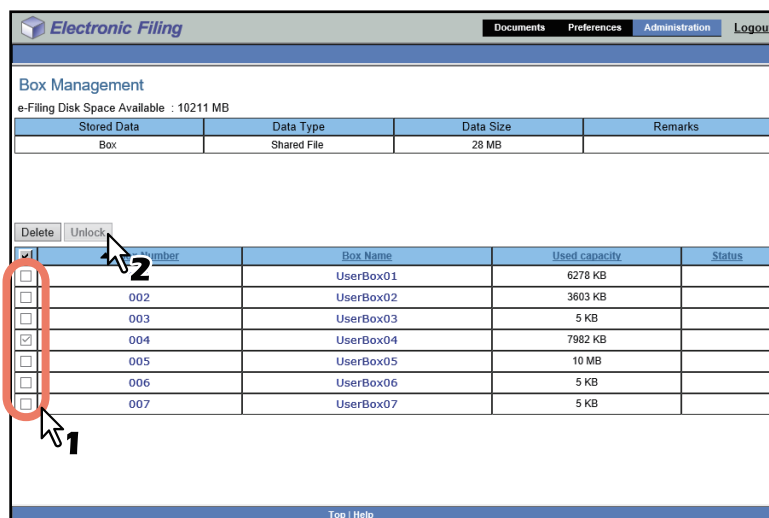 Electronic Filing
Documents Preferences Administration Logou
Box Management
e-Filing Disk Space Available : 10211 MB
Stored Data Data Type Data Size Remarks
Box Shared File 28 MB
Delete Unlock
2
Number Box Name Used capacity Status
UserBox01 6278 KB
002 UserBox02 3603 KB
003 UserBox03 5 KB
004 UserBox04 7982 KB
005 UserBox05 10 MB
006 UserBox06 5 KB
007 UserBox07 5 KB
1
Top | Help